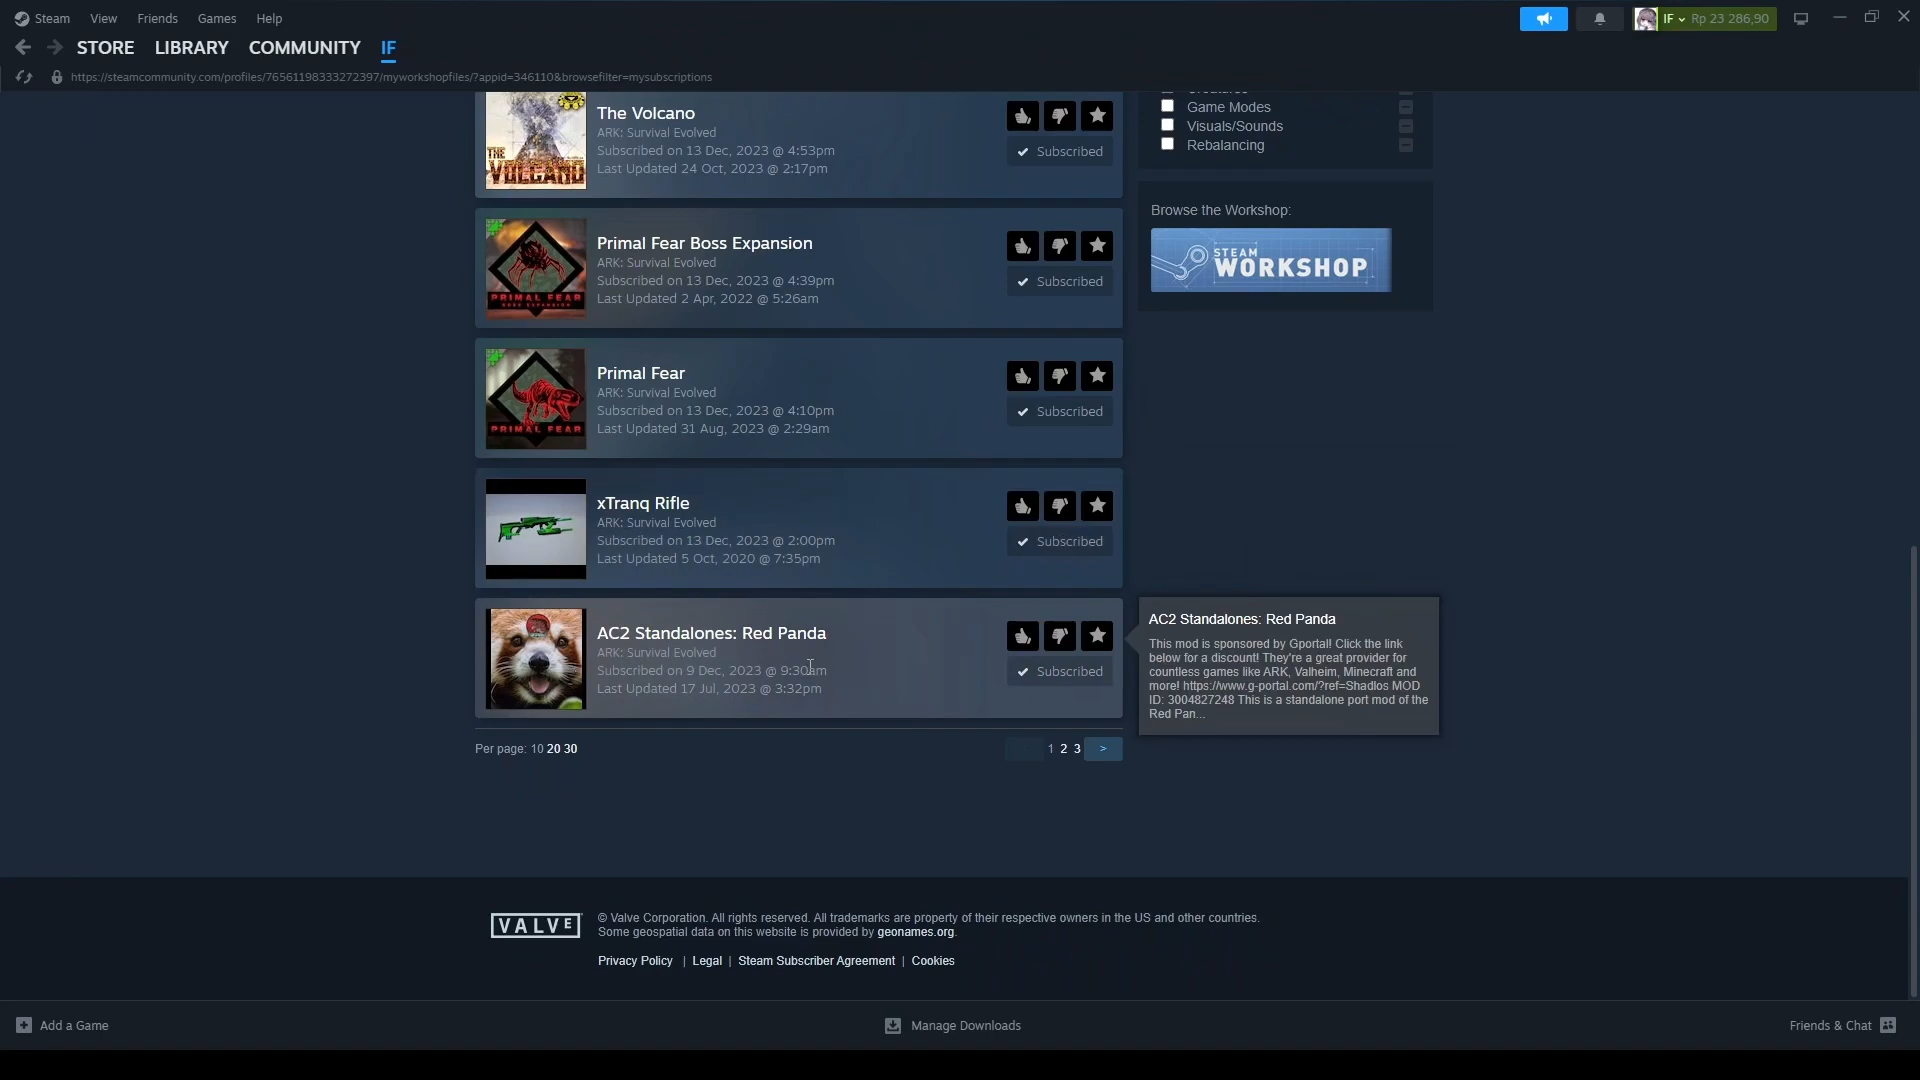 Steam View Friends Games Help
IF Rp 23 286,90
STORE LIBRARY COMMUNITY IF
https://steamcommunity.com/profiles/76561198333272397/myworkshopfiles/?appid=346110&browsefilter=mysubscriptions
THE VOLCANO
The Volcano
ARK: Survival Evolved
Subscribed on 13 Dec, 2023 @ 4:53pm
Last Updated 24 Oct, 2023 @ 2:17pm
Subscribed
Creatures
Game Modes
Visuals/Sounds
Rebalancing
Browse the Workshop:
STEAM
WORKSHOP
PRIMAL FEAR
BOSS EXPANSION
Primal Fear Boss Expansion
ARK: Survival Evolved
Subscribed on 13 Dec, 2023 @ 4:39pm
Last Updated 2 Apr, 2022 @ 5:26am
Subscribed
PRIMAL FEAR
Primal Fear
ARK: Survival Evolved
Subscribed on 13 Dec, 2023 @ 4:10pm
Last Updated 31 Aug, 2023 @ 2:29am
Subscribed
xTranq Rifle
ARK: Survival Evolved
Subscribed on 13 Dec, 2023 @ 2:00pm
Last Updated 5 Oct, 2020 @ 7:35pm
Subscribed
AC2 Standalones: Red Panda
ARK: Survival Evolved
Subscribed on 9 Dec, 2023 @ 9:30am
Last Updated 17 Jul, 2023 @ 3:32pm
Subscribed
AC2 Standalones: Red Panda
This mod is sponsored by Gportal! Click the link
below for a discount! They're a great provider for
countless games like ARK, Valheim, Minecraft and
more! https://www.g-portal.com/?ref=Shadlos MOD
ID: 3004827248 This is a standalone port mod of the
Red Pan...
Per page: 10 20 30
1 2 3 >
VALVE
© Valve Corporation. All rights reserved. All trademarks are property of their respective owners in the US and other countries.
Some geospatial data on this website is provided by geonames.org.
Privacy Policy | Legal | Steam Subscriber Agreement | Cookies
Add a Game
Manage Downloads
Friends & Chat